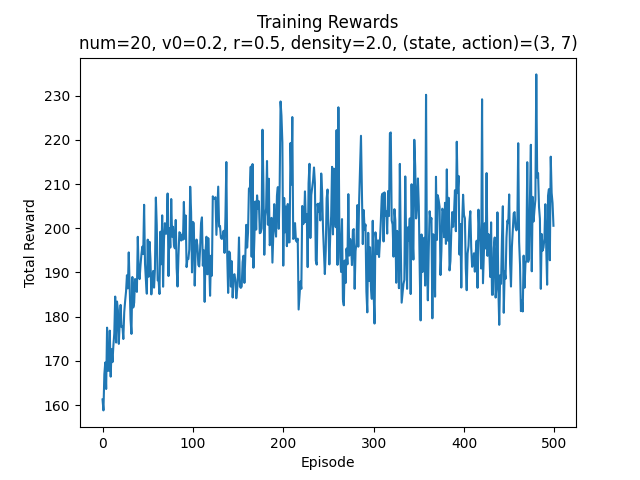 Training Rewards
num=20, v0=0.2, r=0.5, density=2.0, (state, action)=(3, 7)
230
220
210
200
190
180
170
160
Total Reward
0 100 200 300 400 500
Episode